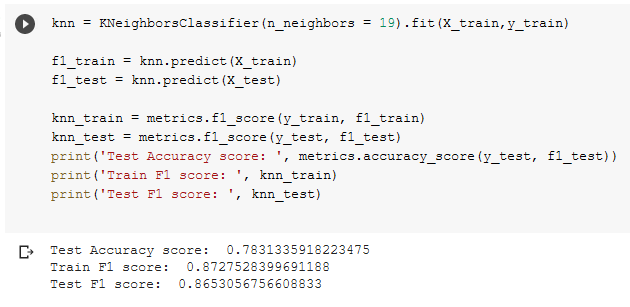 knn = KNeighborsClassifier(n_neighbors = 19).fit(X_train,y_train)
f1_train = knn.predict(X_train)
f1_test = knn.predict(X_test)
knn_train = metrics.f1_score(y_train, f1_train)
knn_test = metrics.f1_score(y_test, f1_test)
print('Test Accuracy score: ', metrics.accuracy_score(y_test, f1_test))
print('Train F1 score: ', knn_train)
print('Test F1 score: ', knn_test)
Test Accuracy score:  0.7831335918223475
Train F1 score:  0.8727528399691188
Test F1 score:  0.8653056756608833